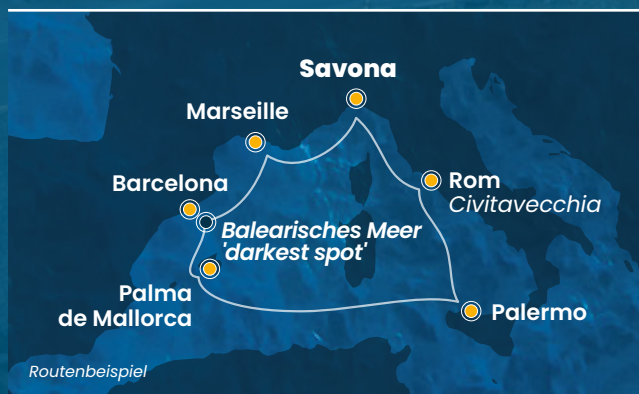 Savona
Marseille
Barcelona
Rom
Civitavecchia
Balearisches Meer
'darkest spot'
Palma
de Mallorca
Palermo
Routenbeispiel